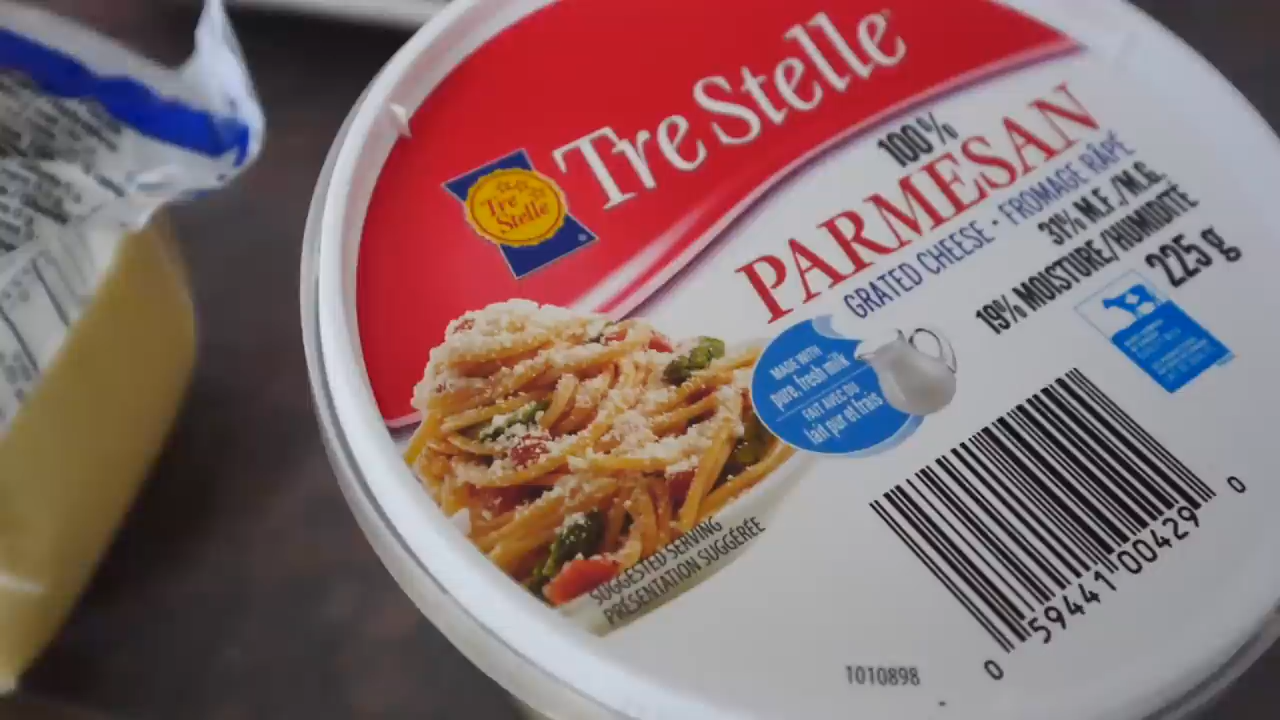 Tre Stelle
Tre
Stelle
100%
PARMESAN
GRATED CHEESE · FROMAGE RÂPÉ
31% M.F./M.G.
19% MOISTURE/HUMIDITÉ
225 g
MADE WITH
pure, fresh milk
FAIT AVEC DU
lait pur et frais
SUGGESTED SERVING
PRÉSENTATION SUGGÉRÉE
0 59441 00429 0
1010898